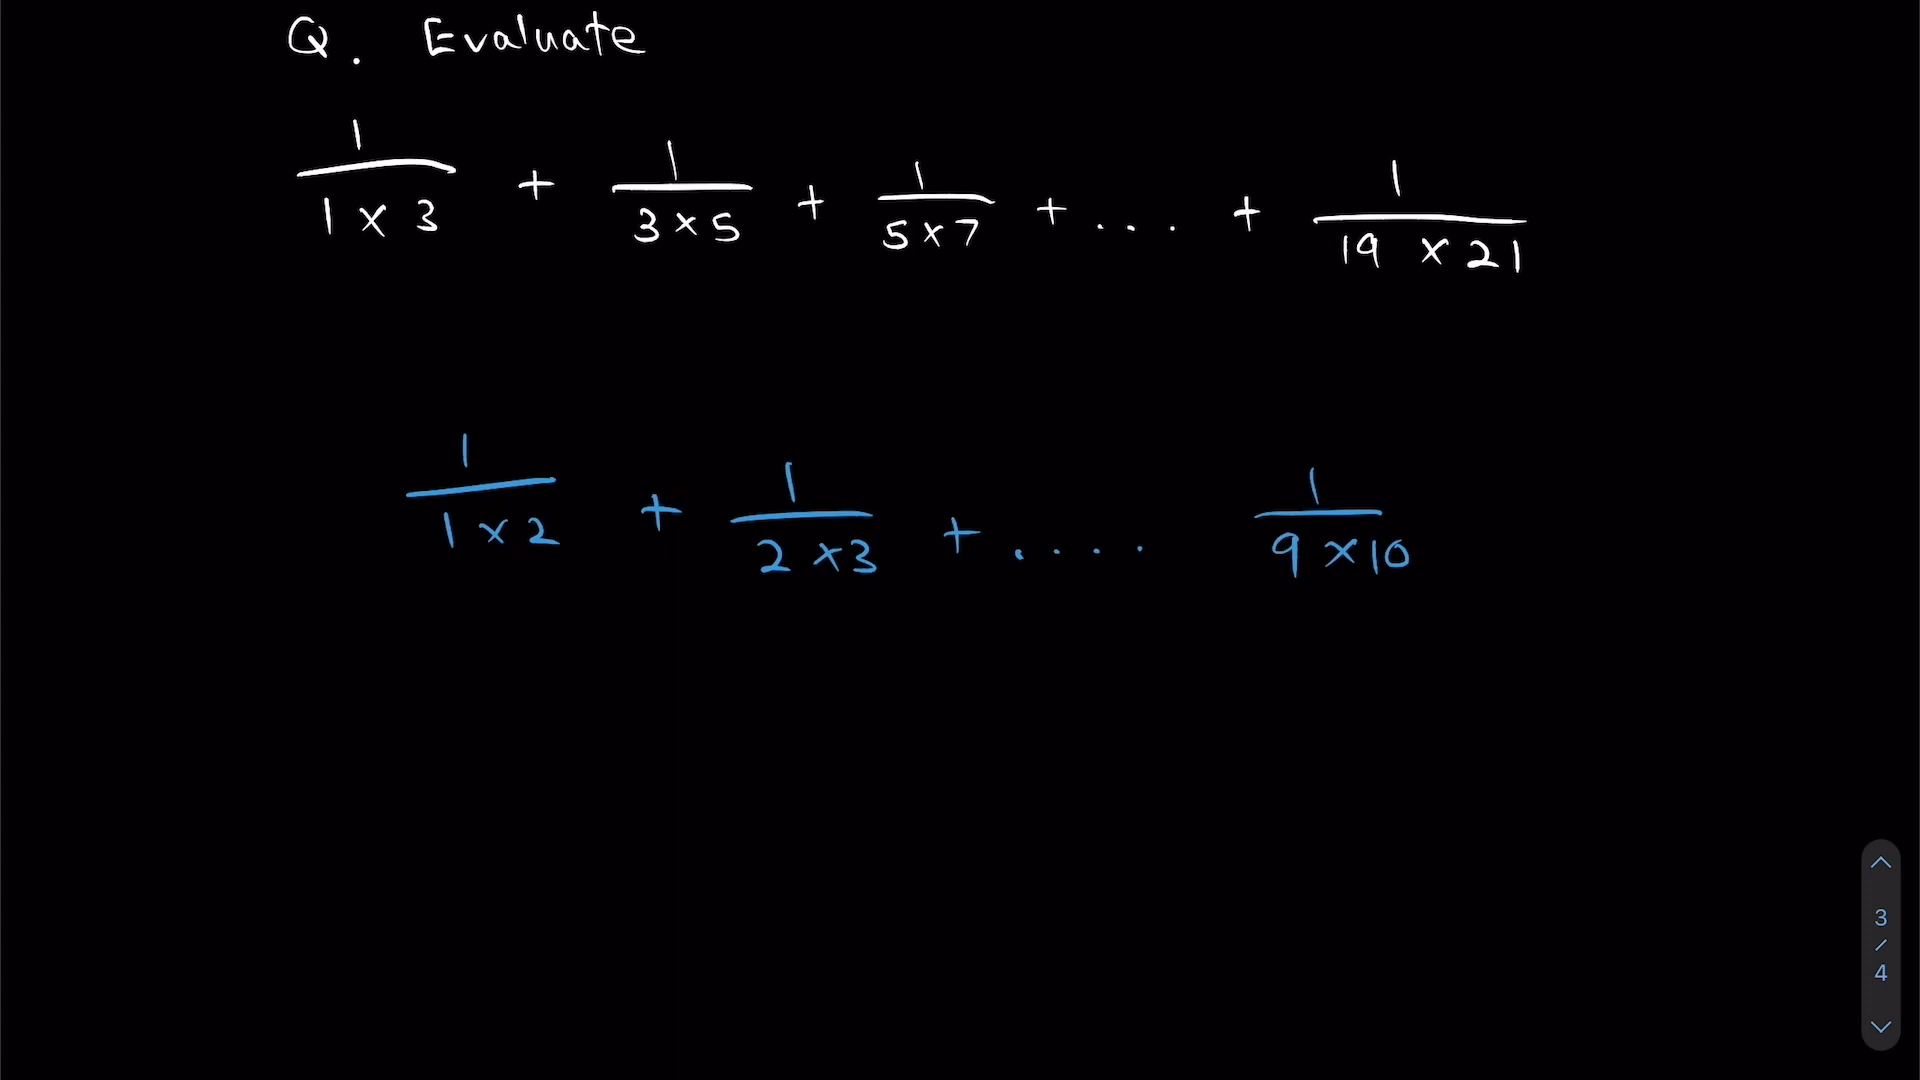 Q. Evaluate
1/(1 × 3) + 1/(3 × 5) + 1/(5 × 7) + ... + 1/(19 × 21)
1/(1 × 2) + 1/(2 × 3) + .... 1/(9 × 10)
3
/
4